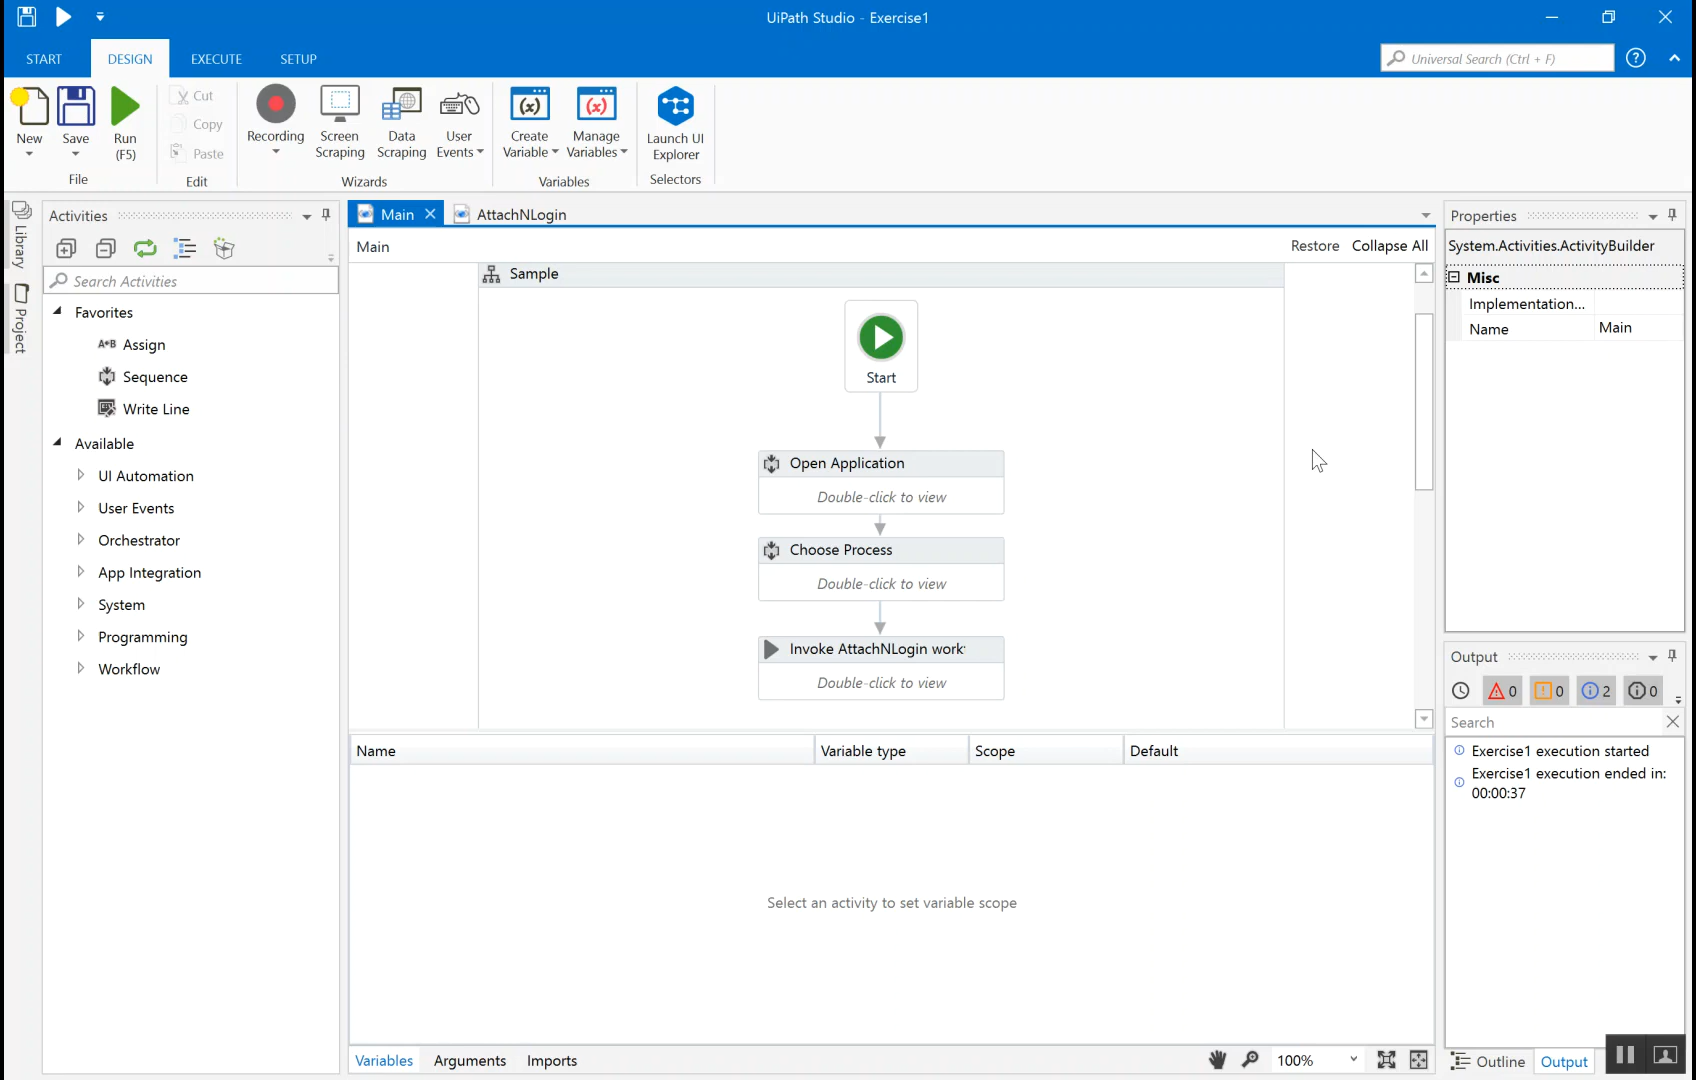 UiPath Studio - Exercise1
START
DESIGN
EXECUTE
SETUP
Universal Search (Ctrl + F)
New
Save
Run
(F5)
File
Cut
Copy
Paste
Edit
Recording
Screen
Scraping
Data
Scraping
User
Events
Wizards
Create
Variable
Manage
Variables
Variables
Launch UI
Explorer
Selectors
Library
Project
Activities
Search Activities
Favorites
A*B Assign
Sequence
Write Line
Available
UI Automation
User Events
Orchestrator
App Integration
System
Programming
Workflow
Main
AttachNLogin
Main
Restore
Collapse All
Sample
Start
Open Application
Double-click to view
Choose Process
Double-click to view
Invoke AttachNLogin work
Double-click to view
Name
Variable type
Scope
Default
Select an activity to set variable scope
Variables
Arguments
Imports
100%
Properties
System.Activities.ActivityBuilder
Misc
Implementation...
Name
Main
Output
0
0
2
0
Search
Exercise1 execution started
Exercise1 execution ended in:
00:00:37
Outline
Output